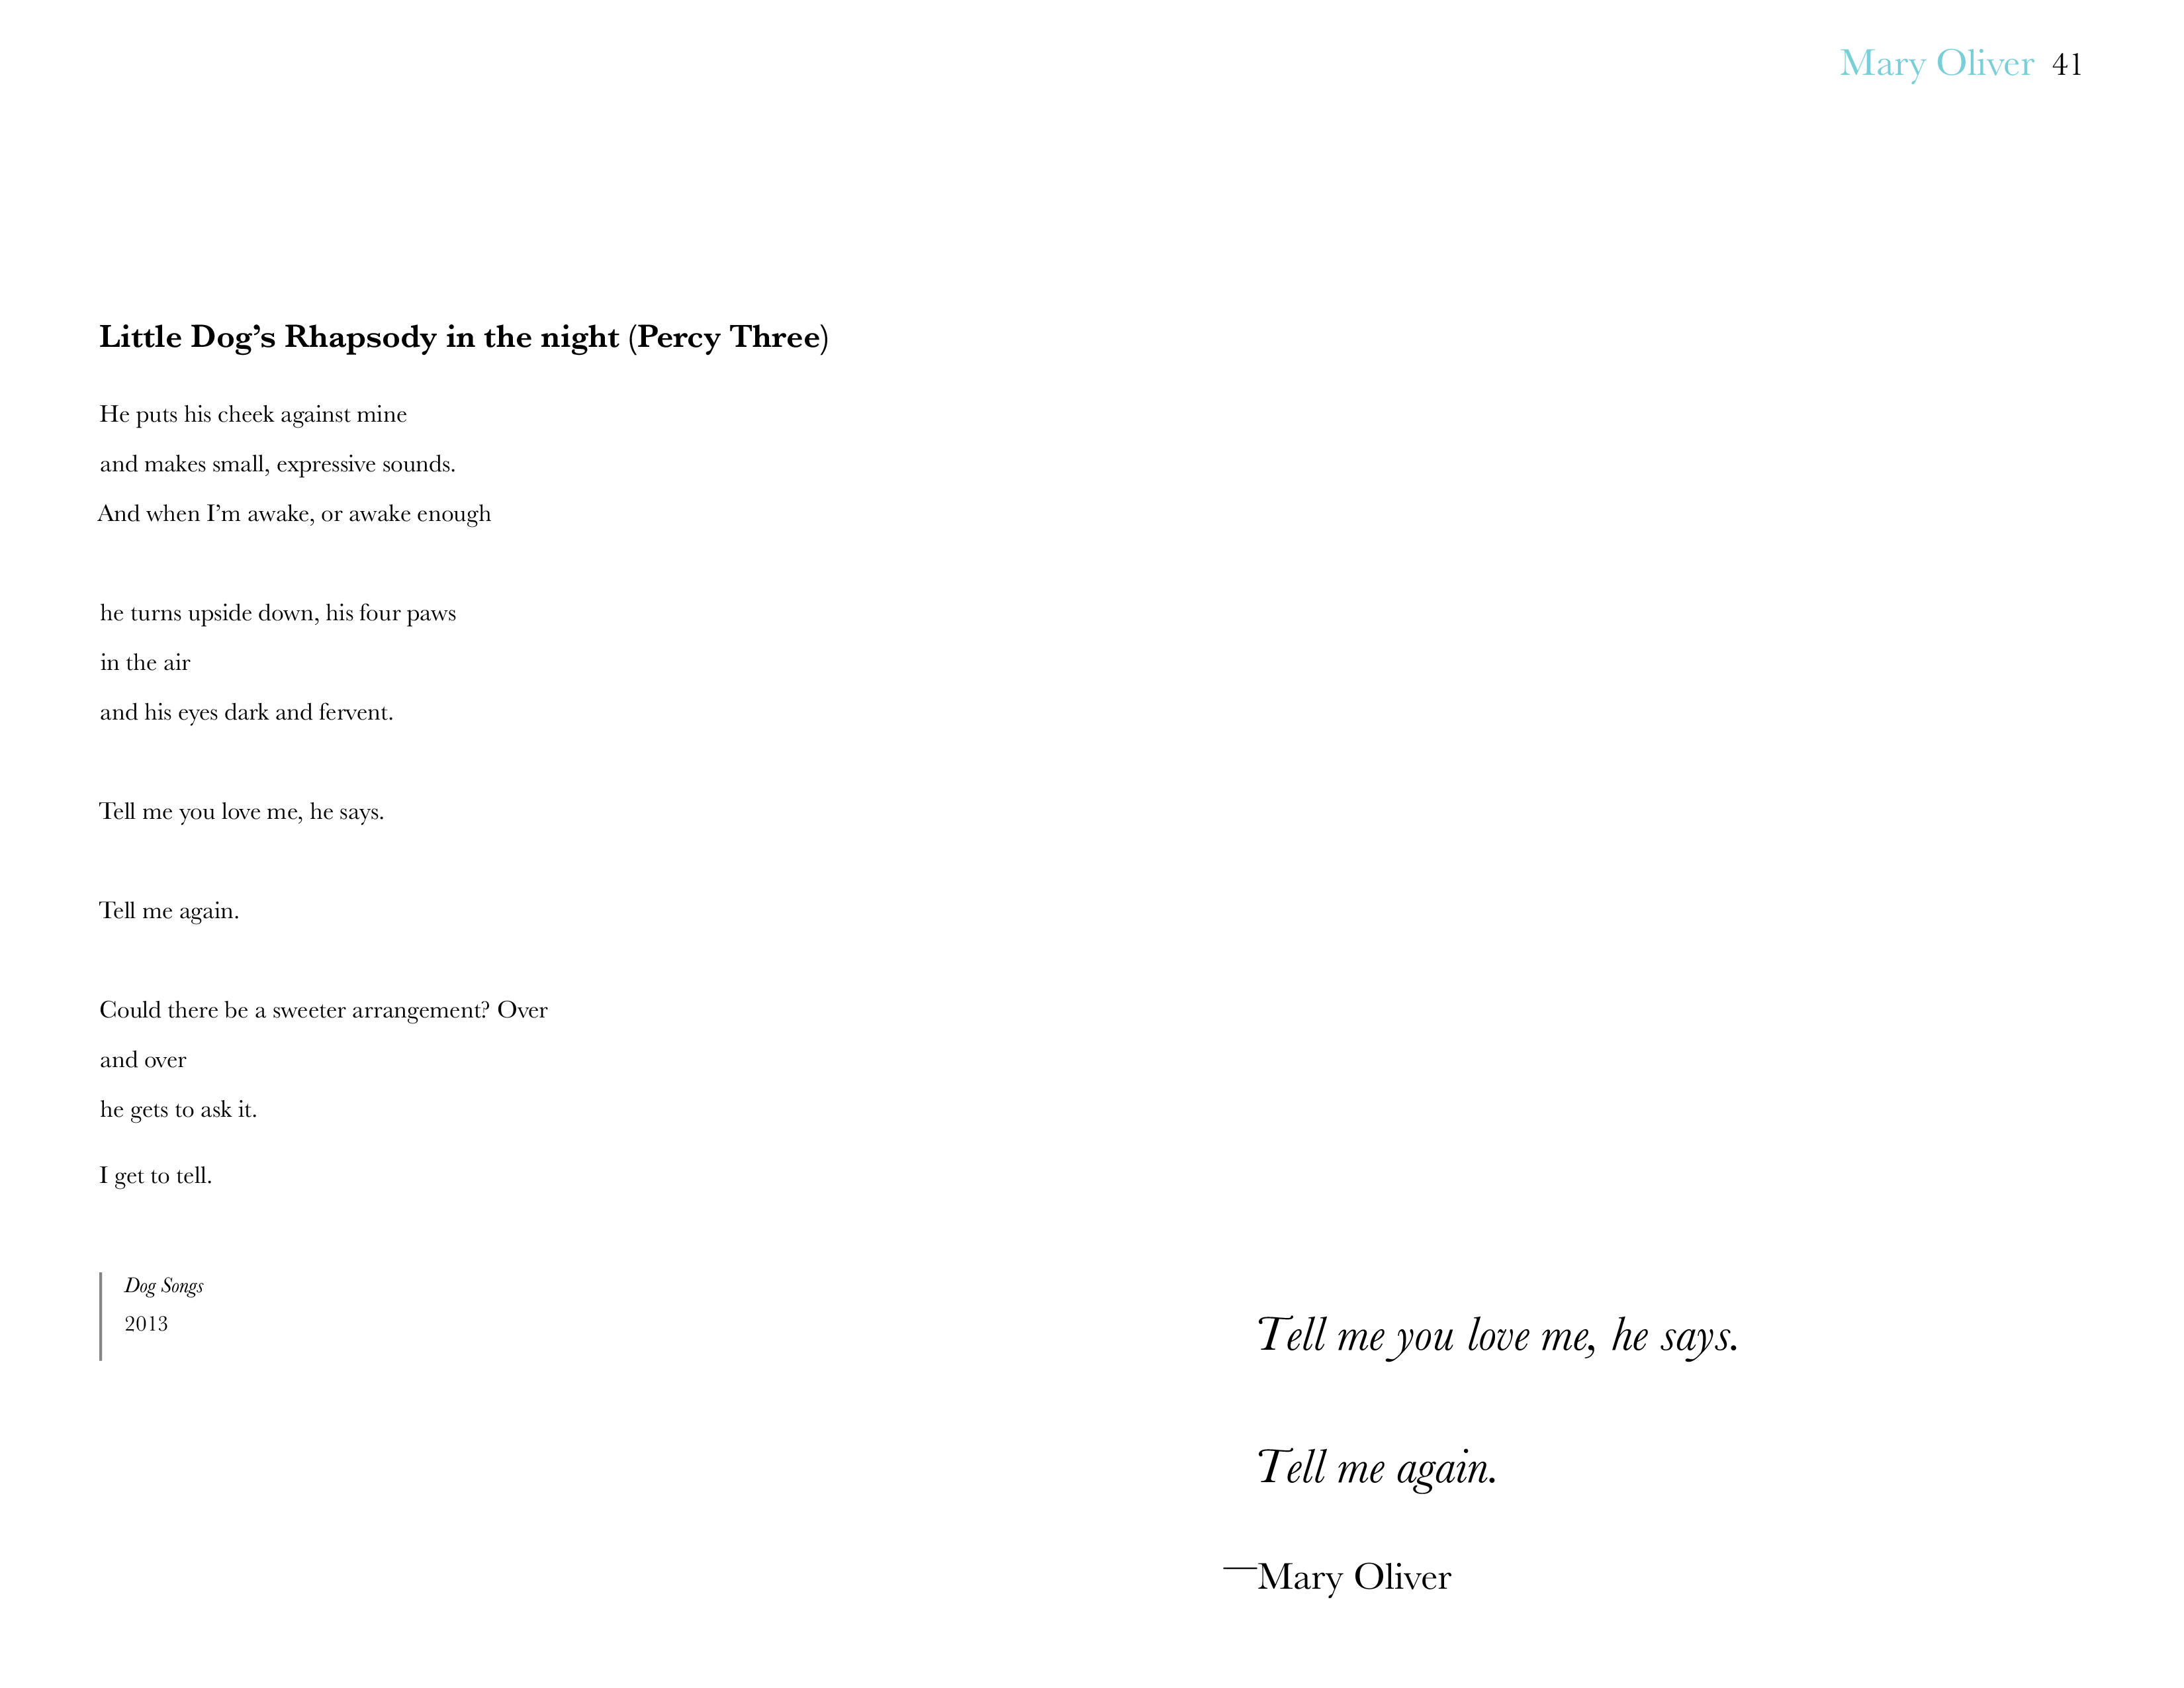 Mary Oliver 41
Little Dog’s Rhapsody in the night (Percy Three)
He puts his cheek against mine
and makes small, expressive sounds.
And when I’m awake, or awake enough
he turns upside down, his four paws
in the air
and his eyes dark and fervent.
Tell me you love me, he says.
Tell me again.
Could there be a sweeter arrangement? Over
and over
he gets to ask it.
I get to tell.
Dog Songs
2013
Tell me you love me, he says.
Tell me again.
—Mary Oliver